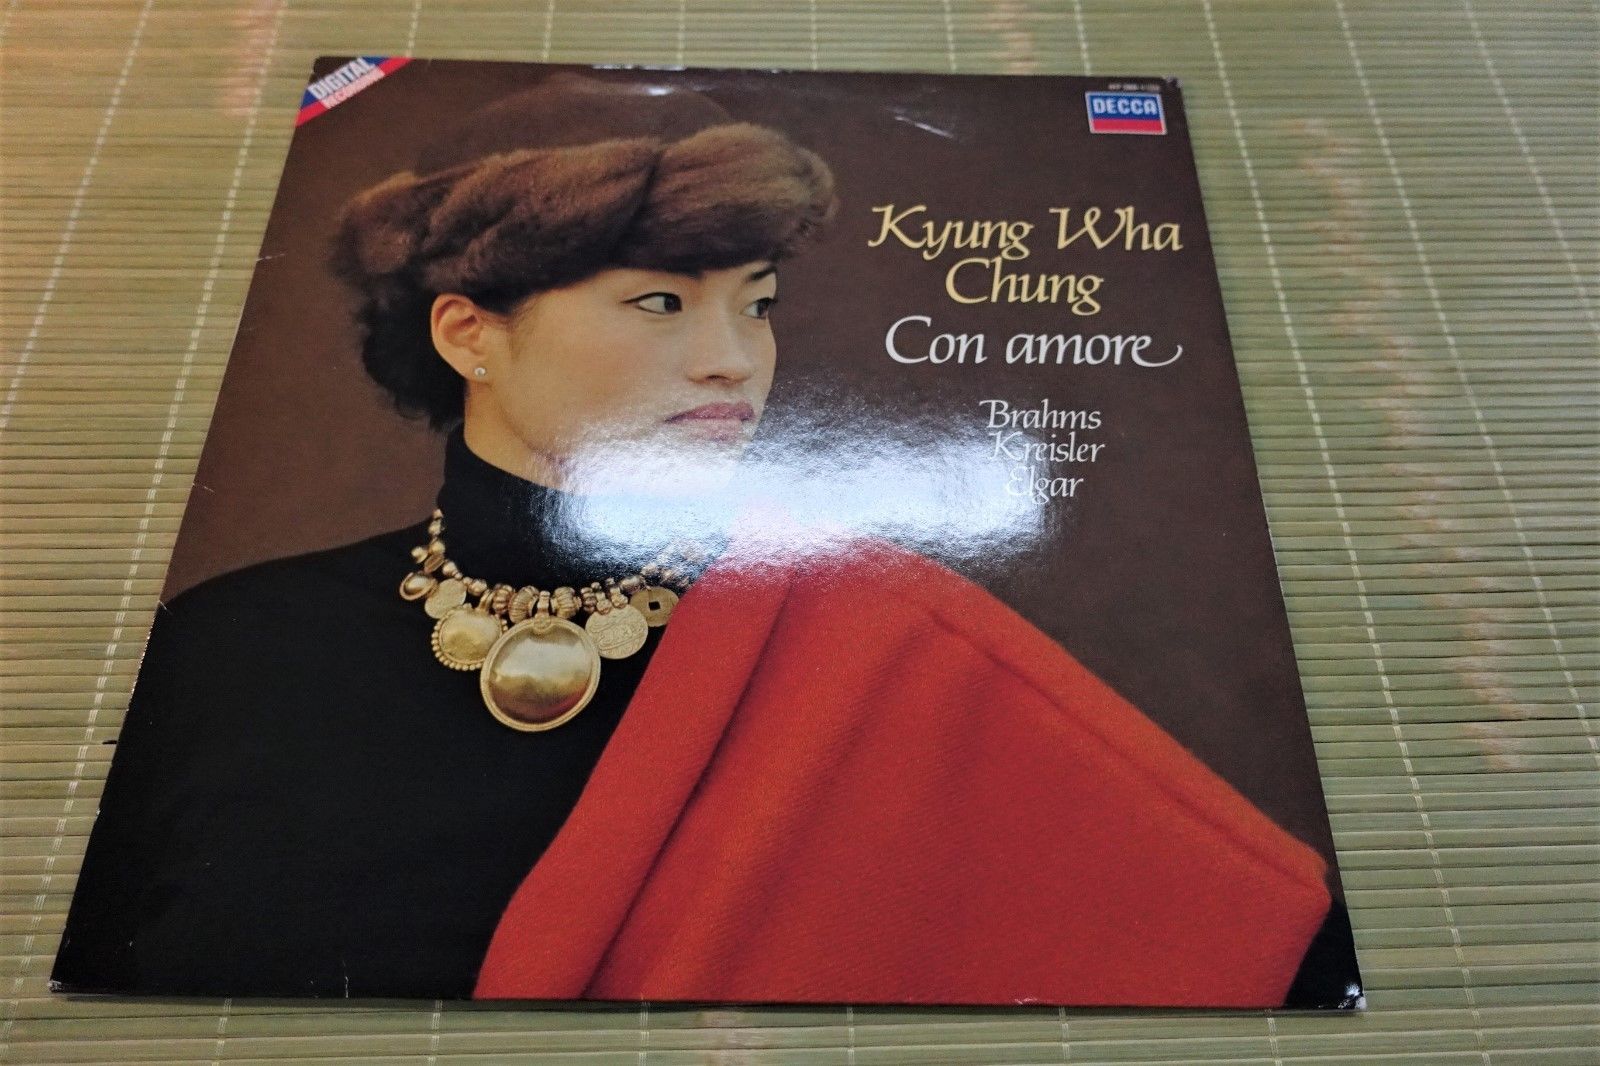 DIGITAL
RECORDING
DECCA
Kyung Wha
Chung
Con amore
Brahms
Kreisler
Elgar